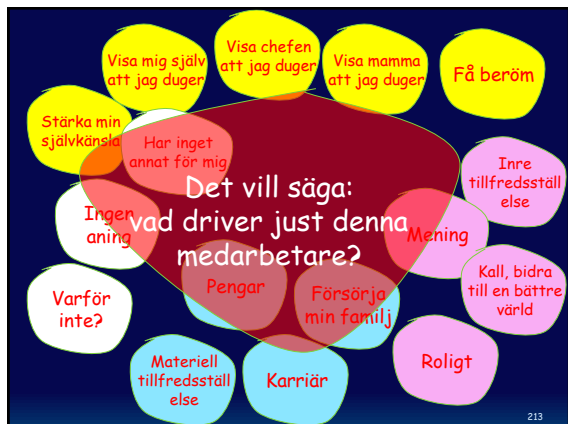 Visa mig själv
att jag duger
Visa chefen
att jag duger
Visa mamma
att jag duger
Få beröm
Stärka min
självkänsla
Har inget
annat för mig
Inre
tillfredsställ
else
Det vill säga:
vad driver just denna
medarbetare?
Ingen
aning
Mening
Kall, bidra
till en bättre
värld
Pengar
Försörja
min familj
Varför
inte?
Materiell
tillfredsställ
else
Karriär
Roligt
213